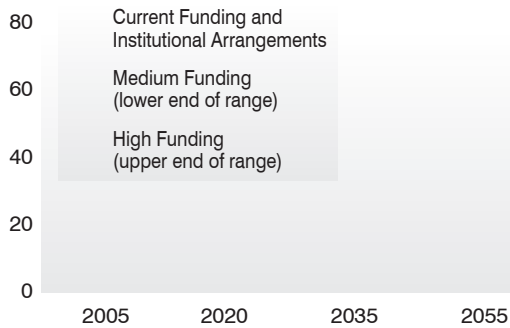 80
60
40
20
0
Current Funding and
Institutional Arrangements
Medium Funding
(lower end of range)
High Funding
(upper end of range)
2005 2020 2035 2055